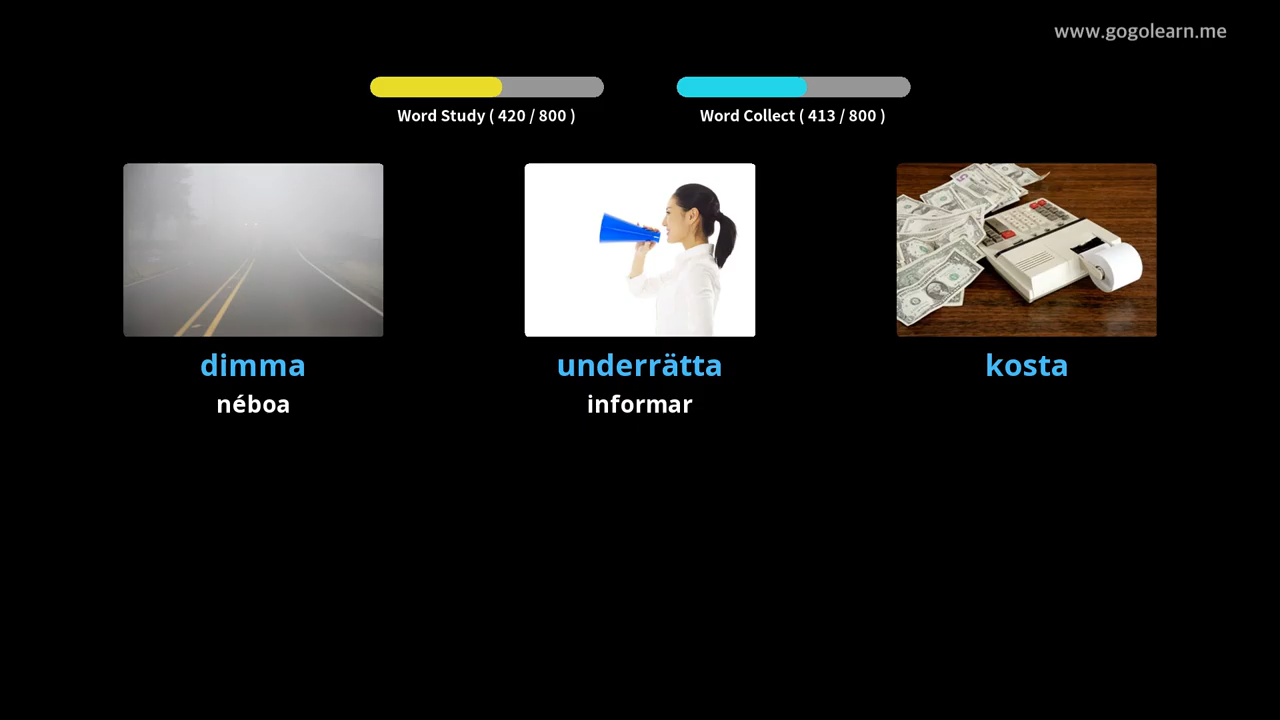 www.gogolearn.me
Word Study ( 420 / 800 )
Word Collect ( 413 / 800 )
dimma
underrätta
kosta
néboa
informar